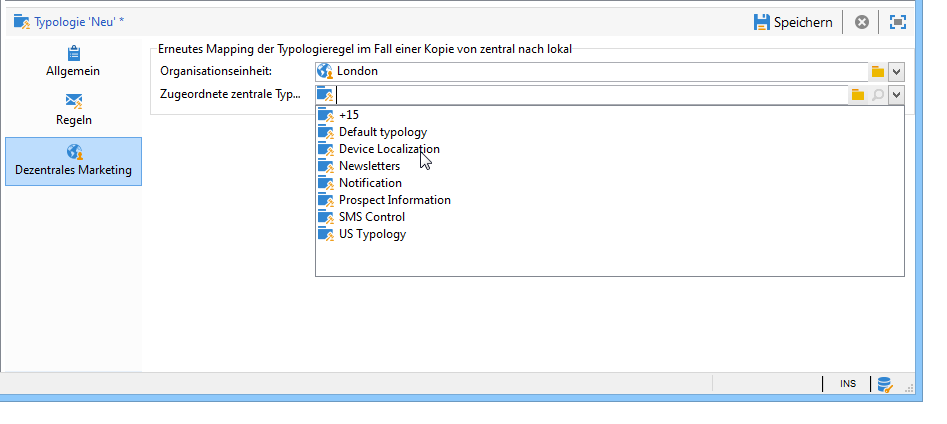 Typologie 'Neu' *
Speichern
Allgemein
Regeln
Dezentrales Marketing
Erneutes Mapping der Typologieregel im Fall einer Kopie von zentral nach lokal
Organisationseinheit:
London
Zugeordnete zentrale Typ...
+15
Default typology
Device Localization
Newsletters
Notification
Prospect Information
SMS Control
US Typology
INS